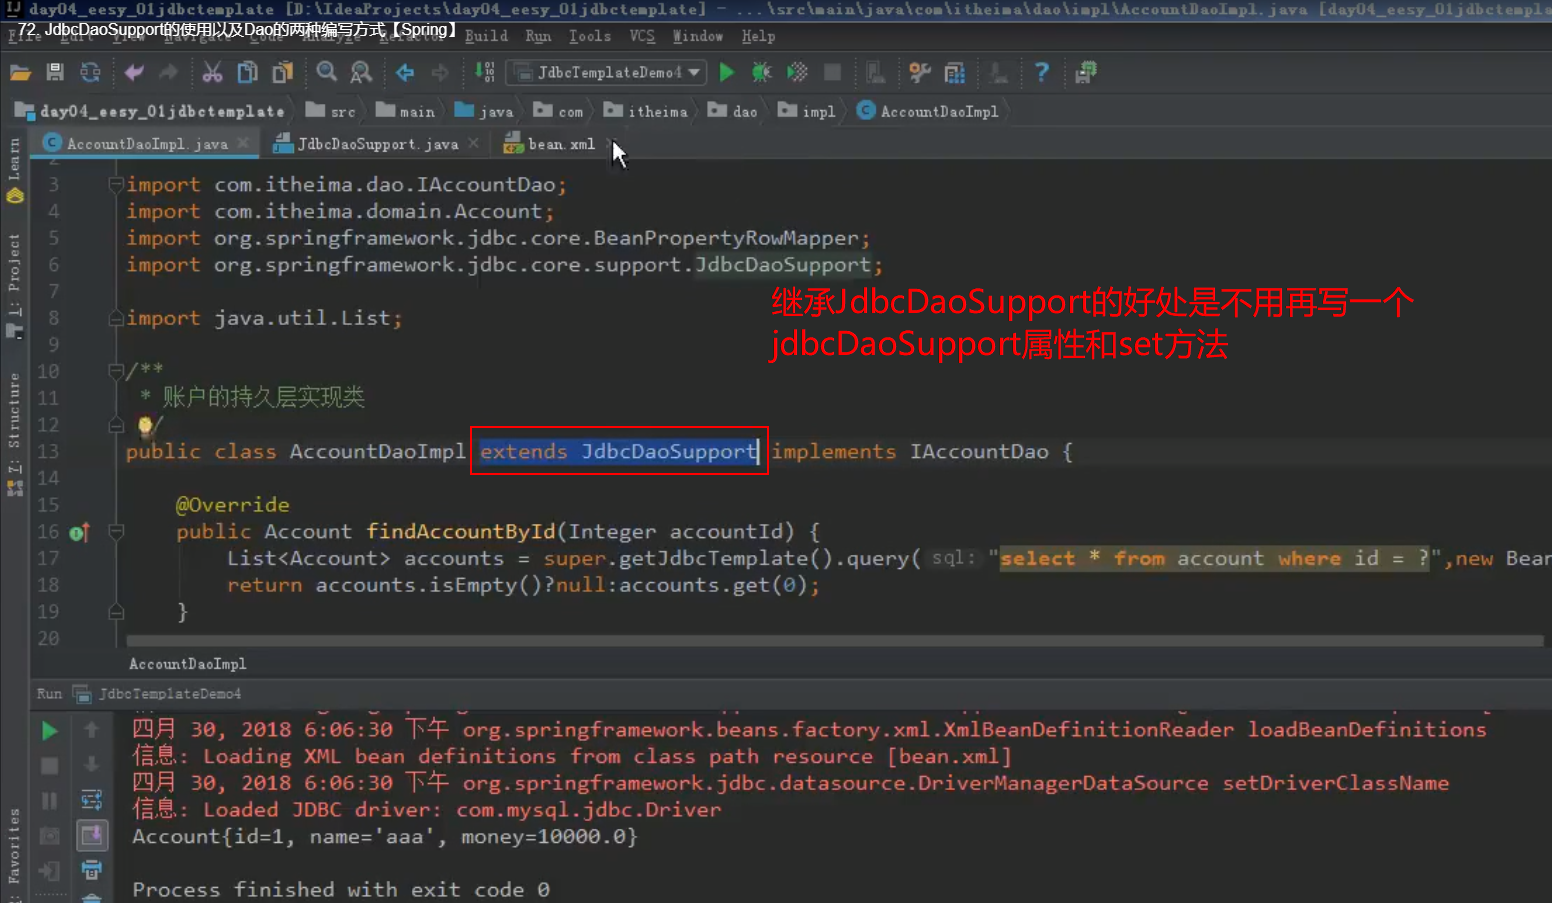 day04_eesy_01jdbctemplate [D:\IdeaProjects\day04_eesy_01jdbctemplate] - ...\src\main\java\com\itheima\dao\impl\AccountDaoImpl.java [day04_eesy_01jdbctempla
72. JdbcDaoSupport的使用以及Dao的两种编写方式【Spring】
File Edit View Navigate Code Analyze Refactor Build Run Tools VCS Window Help
JdbcTemplateDemo4
day04_eesy_01jdbctemplate src main java com itheima dao impl AccountDaoImpl
AccountDaoImpl.java JdbcDaoSupport.java bean.xml
Learn
1: Project
7: Structure
Favorites
2
3 import com.itheima.dao.IAccountDao;
4 import com.itheima.domain.Account;
5 import org.springframework.jdbc.core.BeanPropertyRowMapper;
6 import org.springframework.jdbc.core.support.JdbcDaoSupport;
7
8 import java.util.List;
9
继承JdbcDaoSupport的好处是不用再写一个
jdbcDaoSupport属性和set方法
10 /**
11 * 账户的持久层实现类
12 */
13 public class AccountDaoImpl extends JdbcDaoSupport implements IAccountDao {
14
15 @Override
16 public Account findAccountById(Integer accountId) {
17 List<Account> accounts = super.getJdbcTemplate().query( sql: "select * from account where id = ?",new Bean
18 return accounts.isEmpty()?null:accounts.get(0);
19 }
20
AccountDaoImpl
Run JdbcTemplateDemo4
四月 30, 2018 6:06:30 下午 org.springframework.beans.factory.xml.XmlBeanDefinitionReader loadBeanDefinitions
信息: Loading XML bean definitions from class path resource [bean.xml]
四月 30, 2018 6:06:30 下午 org.springframework.jdbc.datasource.DriverManagerDataSource setDriverClassName
信息: Loaded JDBC driver: com.mysql.jdbc.Driver
Account{id=1, name='aaa', money=10000.0}
Process finished with exit code 0